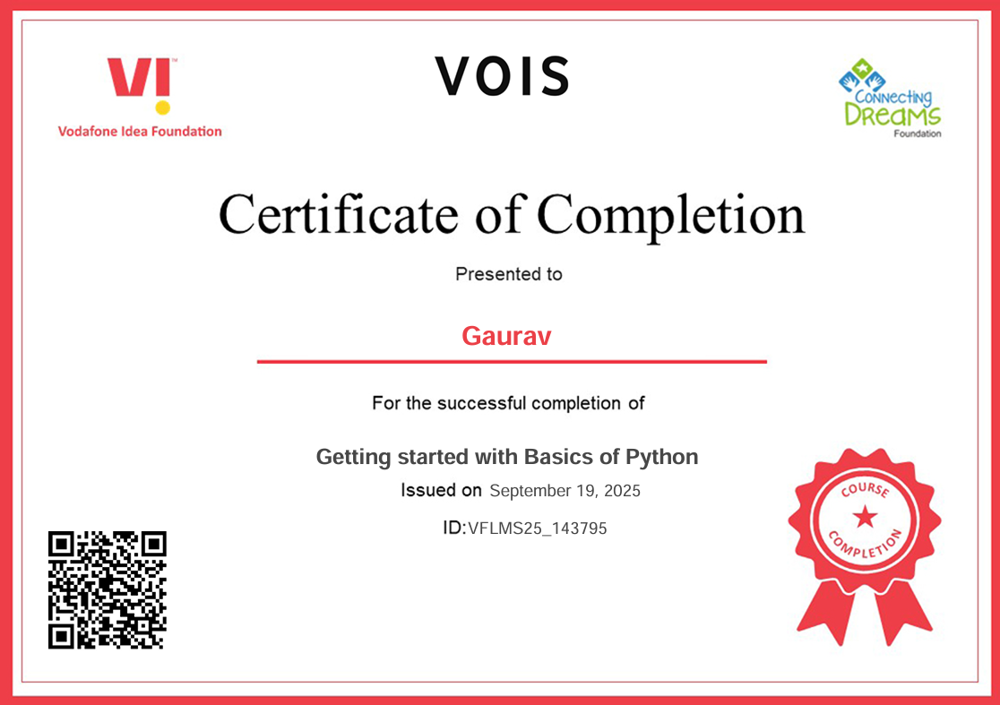 VI™
Vodafone Idea Foundation
VOIS
Connecting
Dreams
Foundation
Certificate of Completion
Presented to
Gaurav
For the successful completion of
Getting started with Basics of Python
Issued on September 19, 2025
ID:VFLMS25_143795
COURSE
COMPLETION